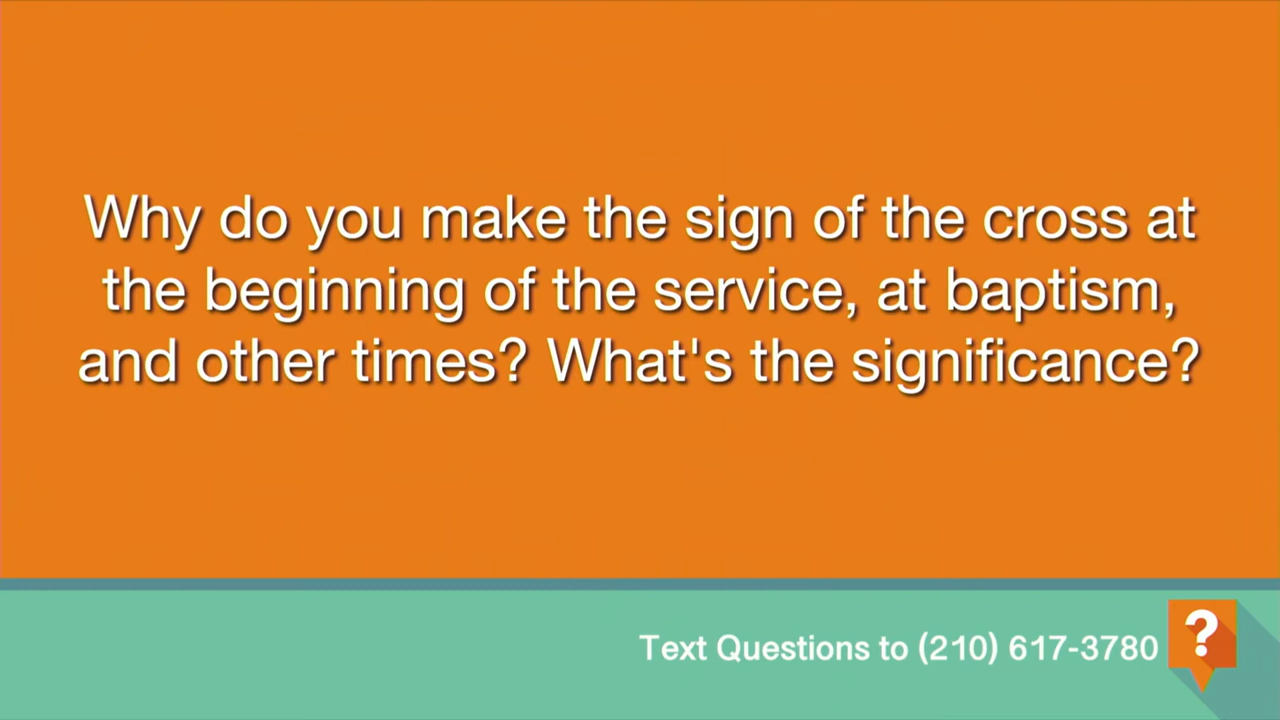 Why do you make the sign of the cross at
the beginning of the service, at baptism,
and other times? What's the significance?
Text Questions to (210) 617-3780
?